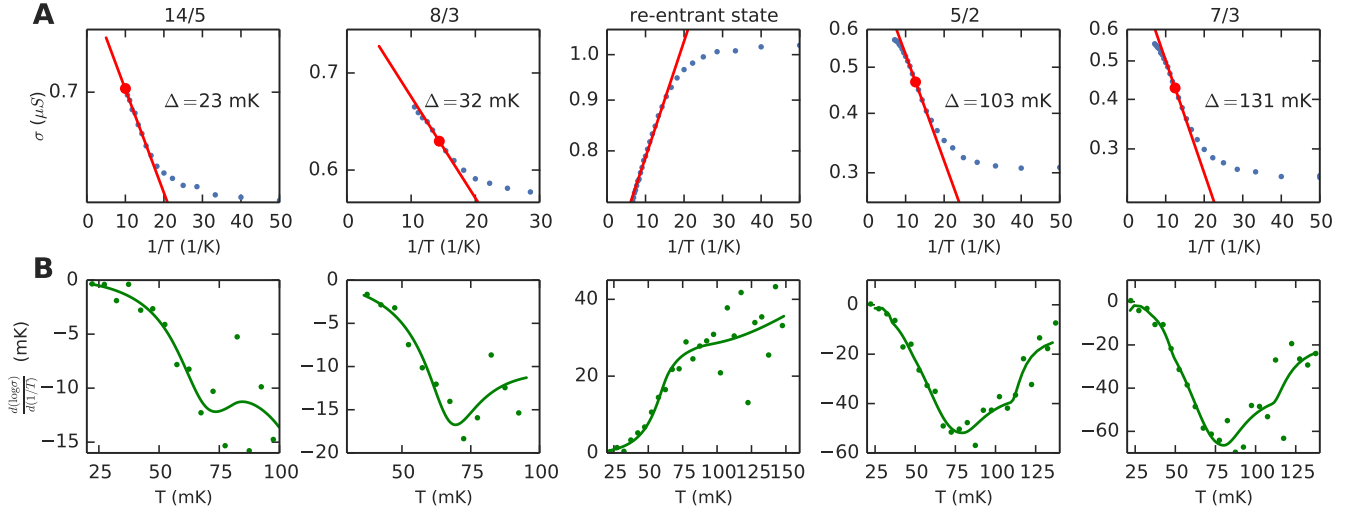 A
14/5
8/3
re-entrant state
5/2
7/3
σ (μS)
0.7
Δ=23 mK
0 10 20 30 40 50
1/T (1/K)
0.7
0.6
Δ=32 mK
0 5 10 15 20 25 30
1/T (1/K)
1.0
0.9
0.8
0 10 20 30 40 50
1/T (1/K)
0.6
0.5
0.4
0.3
Δ=103 mK
0 10 20 30 40 50
1/T (1/K)
0.6
0.5
0.4
0.3
Δ=131 mK
0 10 20 30 40 50
1/T (1/K)
B
d(logσ)/d(1/T) (mK)
0
−5
−10
−15
25 50 75 100
T (mK)
0
−5
−10
−15
−20
50 75 100
T (mK)
40
20
0
25 50 75 100 125 150
T (mK)
0
−20
−40
−60
25 50 75 100 125
T (mK)
0
−20
−40
−60
25 50 75 100 125
T (mK)